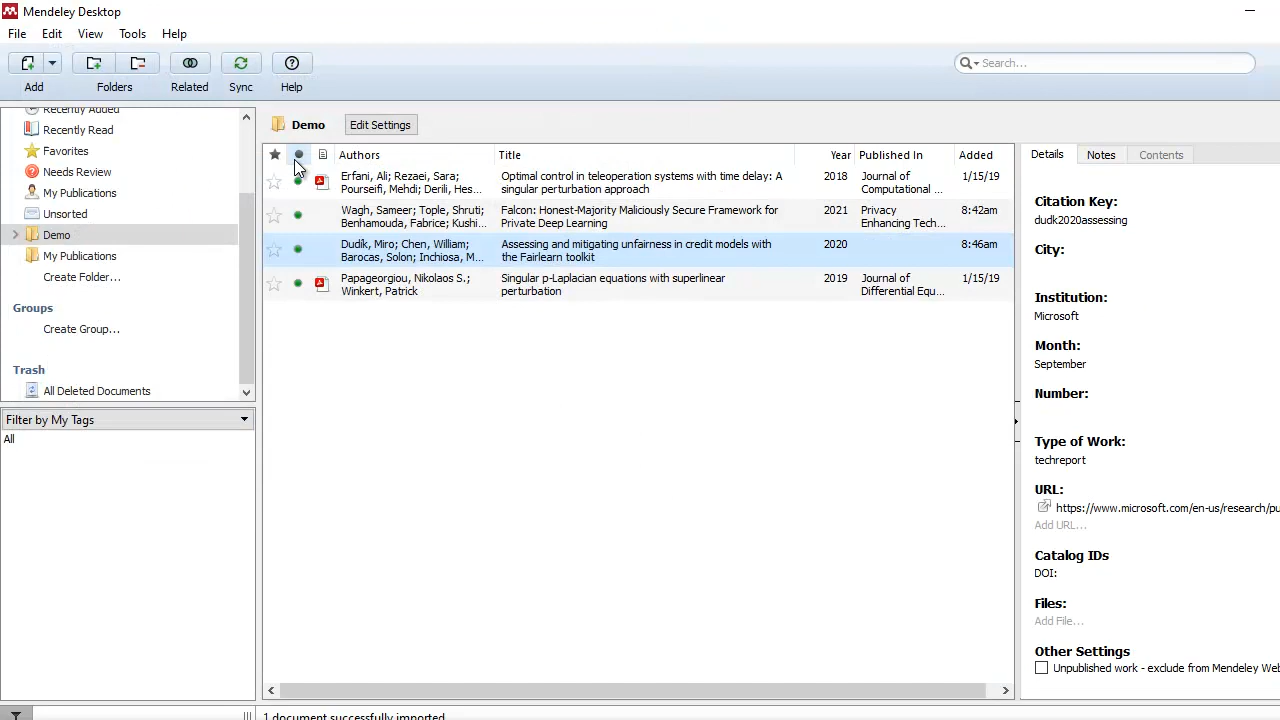 Mendeley Desktop
File Edit View Tools Help
Search...
Add Folders Related Sync Help
Recently Added
Recently Read
Favorites
Needs Review
My Publications
Unsorted
Demo
My Publications
Create Folder...
Groups
Create Group...
Trash
All Deleted Documents
Filter by My Tags
All
Demo Edit Settings
Authors Title Year Published In Added
Erfani, Ali; Rezaei, Sara; Optimal control in teleoperation systems with time delay: A 2018 Journal of 1/15/19
Pourseifi, Mehdi; Derili, Hes... singular perturbation approach Computational ...
Wagh, Sameer; Tople, Shruti; Falcon: Honest-Majority Maliciously Secure Framework for 2021 Privacy 8:42am
Benhamouda, Fabrice; Kushi... Private Deep Learning Enhancing Tech...
Dudík, Miro; Chen, William; Assessing and mitigating unfairness in credit models with 2020 8:46am
Barocas, Solon; Inchiosa, M... the Fairlearn toolkit
Papageorgiou, Nikolaos S.; Singular p-Laplacian equations with superlinear 2019 Journal of 1/15/19
Winkert, Patrick perturbation Differential Equ...
1 document successfully imported
Details Notes Contents
Citation Key:
dudk2020assessing
City:
Institution:
Microsoft
Month:
September
Number:
Type of Work:
techreport
URL:
https://www.microsoft.com/en-us/research/pu
Add URL...
Catalog IDs
DOI:
Files:
Add File...
Other Settings
Unpublished work - exclude from Mendeley Web